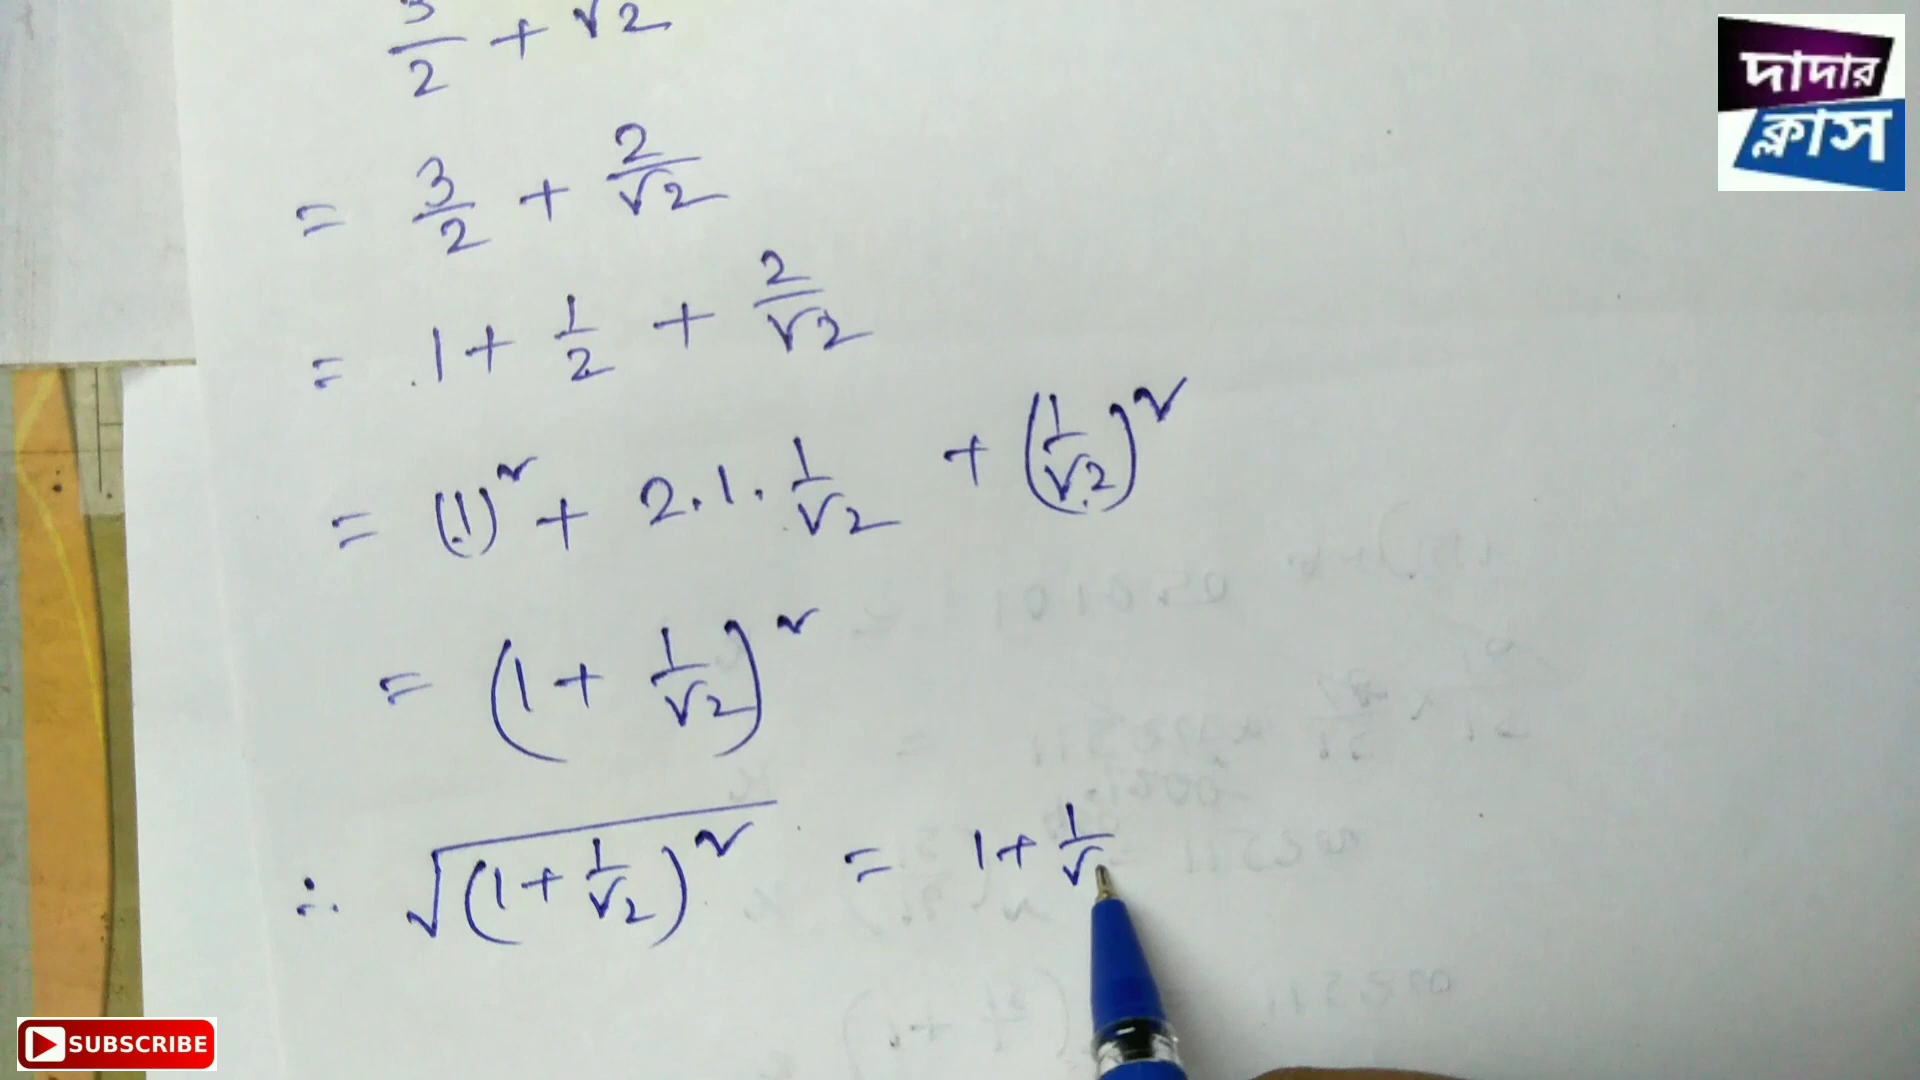 3/2 + √2
= 3/2 + 2/√2
= 1 + 1/2 + 2/√2
= (1)² + 2.1.1/√2 + (1/√2)²
= (1 + 1/√2)²
∴ √(1 + 1/√2)² = 1 + 1/√
দাদার
ক্লাস
SUBSCRIBE